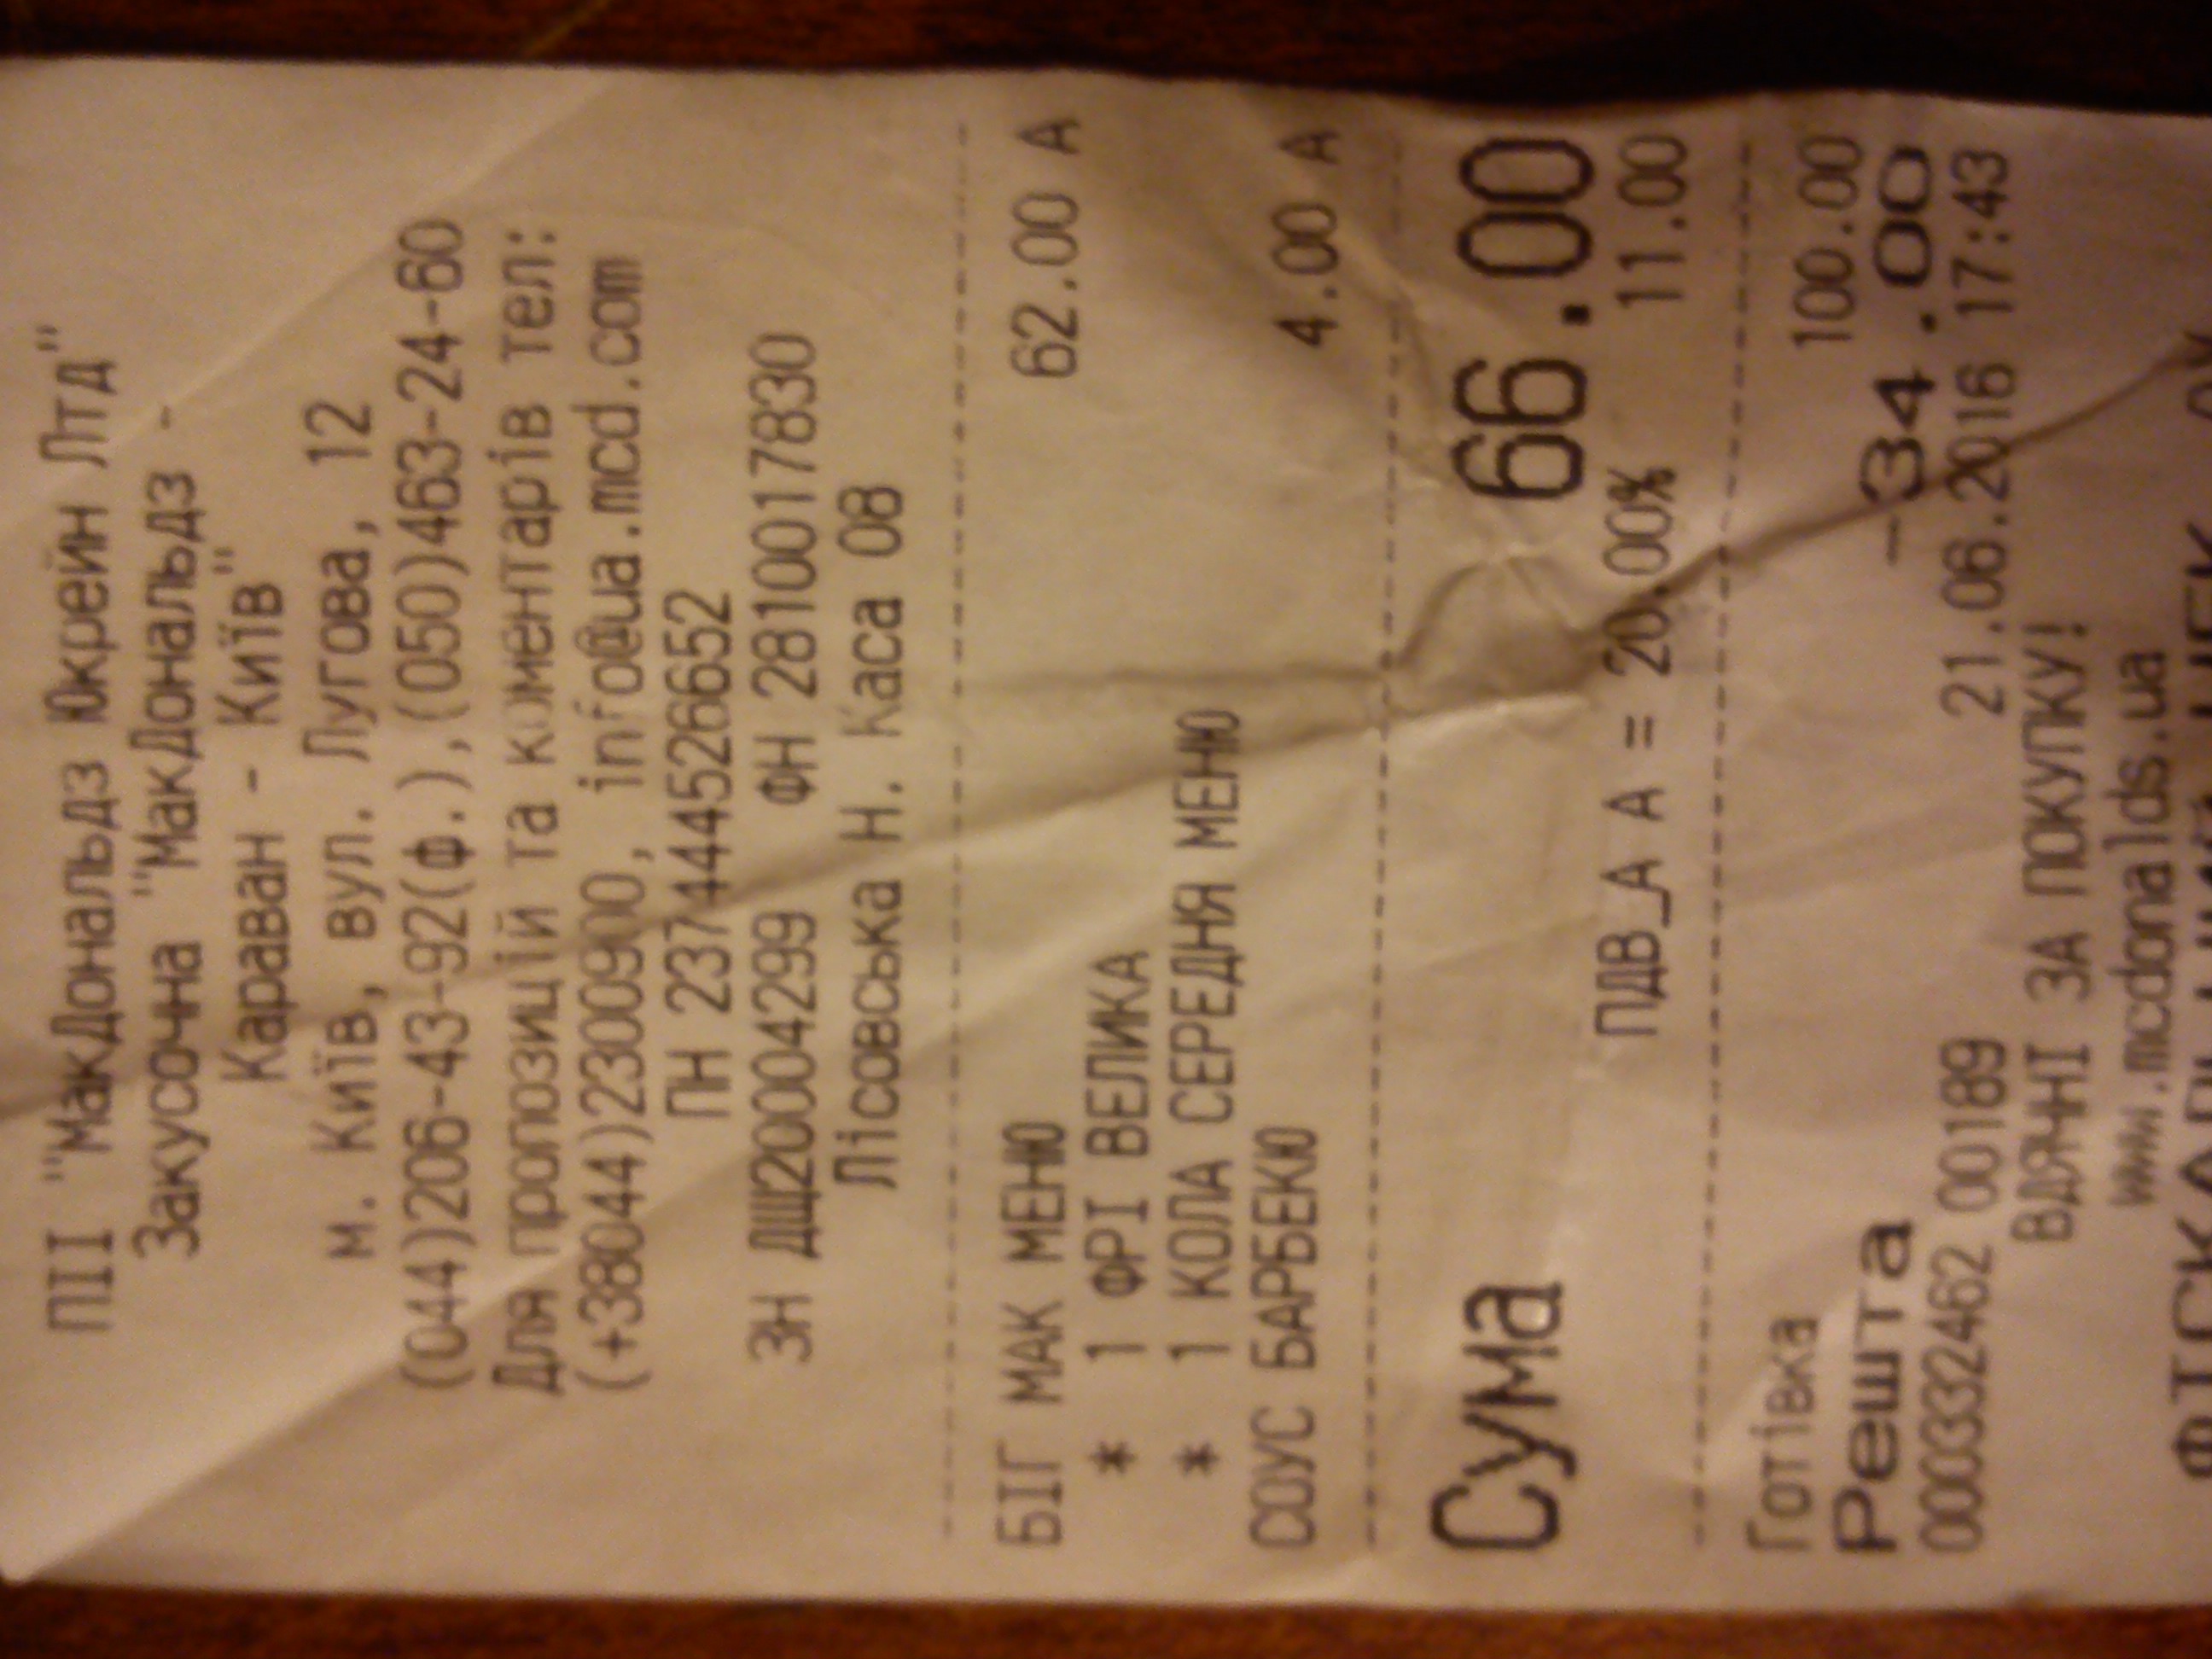 ПІІ "МакДональдз Юкрейн Лтд"
Закусочна "МакДональдз -
Караван - Київ"
м. Київ, вул. Лугова, 12
(044)206-43-92(ф.),(050)463-24-60
Для пропозицій та коментарів тел:
(+38044)2300900, info@ua.mcd.com
ПН 237444526652
ЗН ДШ200004299 ФН 2810017830
Лісовська Н. Каса 08
БІГ МАК МЕНЮ 62.00 А
* 1 ФРІ ВЕЛИКА
* 1 КОЛА СЕРЕДНЯ МЕНЮ
СОУС БАРБЕКЮ 4.00 А
Сума 66.00
ПДВ_А А = 20.00% 11.00
Готівка 100.00
Решта -34.00
000332462 00189 21.06.2016 17:43
ВДЯЧНІ ЗА ПОКУПКУ!
www.mcdonalds.ua
ФІСКАЛЬНИЙ ЧЕК